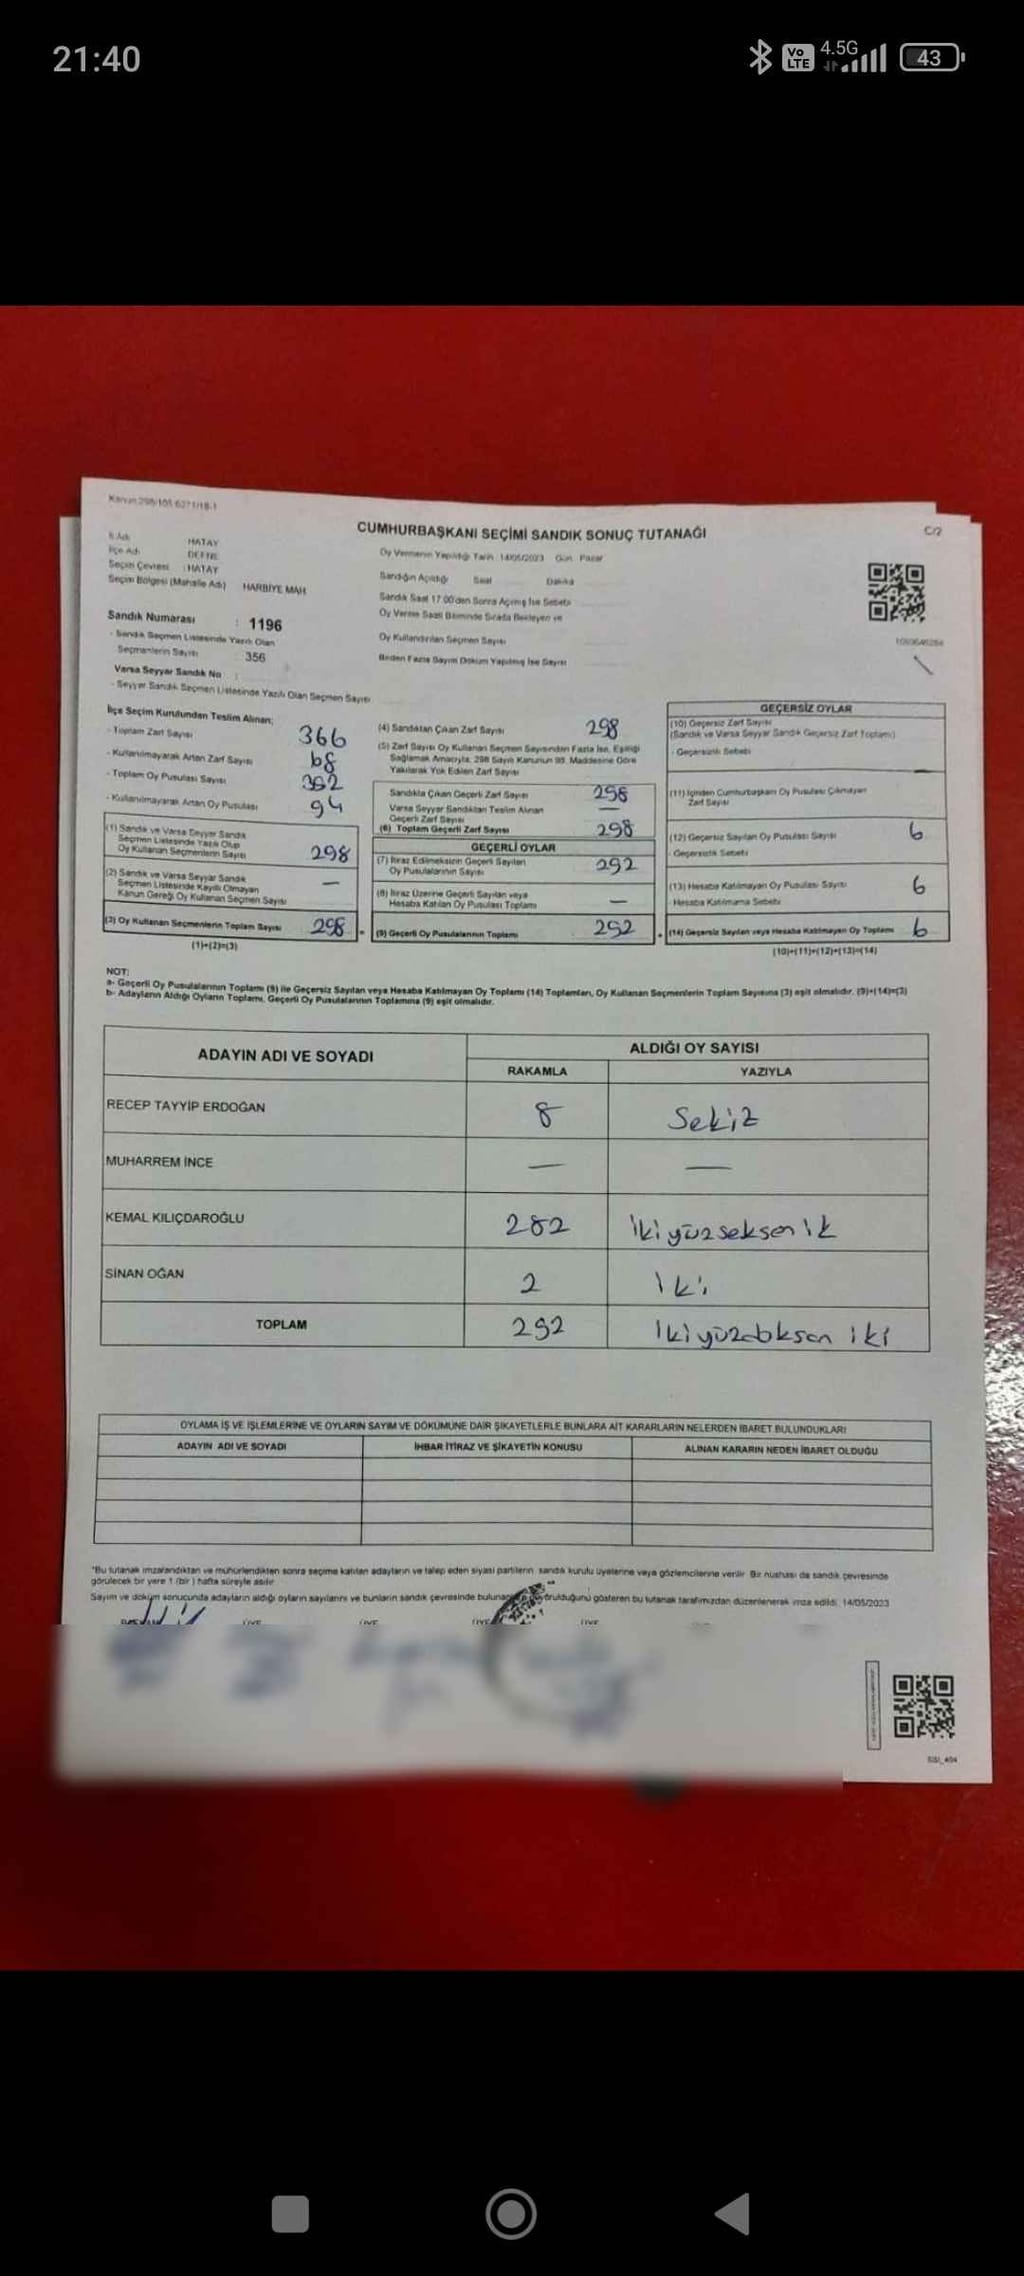 21:40
Vo LTE 4.5G 43
Kanun:298/105 6271/18-1
CUMHURBAŞKANI SEÇİMİ SANDIK SONUÇ TUTANAĞI
C/2
İl Adı HATAY
İlçe Adı DEFNE
Seçim Çevresi : HATAY
Seçim Bölgesi (Mahalle Adı) HARBİYE MAH
Sandık Numarası : 1196
- Sandık Seçmen Listesinde Yazılı Olan
Seçmenlerin Sayısı 356
Varsa Seyyar Sandık No :
- Seyyar Sandık Seçmen Listesinde Yazılı Olan Seçmen Sayısı
Oy Vermenin Yapıldığı Tarih: 14/05/2023 Gün: Pazar
Sandığın Açıldığı Saat Dakika
Sandık Saat 17.00'den Sonra Açılmış İse Sebebi
Oy Verme Saati Bitiminde Sırada Bekleyen ve
Oy Kullandırılan Seçmen Sayısı
Birden Fazla Sayım Döküm Yapılmış İse Sayısı
İlçe Seçim Kurulundan Teslim Alınan;
- Toplam Zarf Sayısı 366
- Kullanılmayarak Artan Zarf Sayısı 68
- Toplam Oy Pusulası Sayısı 392
- Kullanılmayarak Artan Oy Pusulası 94
(1) Sandık ve Varsa Seyyar Sandık
Seçmen Listesinde Yazılı Olup
Oy Kullanan Seçmenlerin Sayısı 298
(2) Sandık ve Varsa Seyyar Sandık
Seçmen Listesinde Kayıtlı Olmayan
Kanun Gereği Oy Kullanan Seçmen Sayısı —
(3) Oy Kullanan Seçmenlerin Toplam Sayısı 298
(1)+(2)=(3)
(4) Sandıktan Çıkan Zarf Sayısı 298
(5) Zarf Sayısı Oy Kullanan Seçmen Sayısından Fazla İse, Eşitliği
Sağlamak Amacıyla, 298 Sayılı Kanunun 98. Maddesine Göre
Yakılarak Yok Edilen Zarf Sayısı
Sandıkta Çıkan Geçerli Zarf Sayısı 298
Varsa Seyyar Sandıktan Teslim Alınan
Geçerli Zarf Sayısı —
(6) Toplam Geçerli Zarf Sayısı 298
GEÇERLİ OYLAR
(7) İtiraz Edilmeksizin Geçerli Sayılan
Oy Pusulalarının Sayısı 292
(8) İtiraz Üzerine Geçerli Sayılan veya
Hesaba Katılan Oy Pusulası Toplamı —
(9) Geçerli Oy Pusulalarının Toplamı 292
GEÇERSİZ OYLAR
(10) Geçersiz Zarf Sayısı
(Sandık ve Varsa Seyyar Sandık Geçersiz Zarf Toplamı)
- Geçersizlik Sebebi
(11) İçinden Cumhurbaşkanı Oy Pusulası Çıkmayan
Zarf Sayısı
(12) Geçersiz Sayılan Oy Pusulası Sayısı 6
- Geçersizlik Sebebi
(13) Hesaba Katılmayan Oy Pusulası Sayısı 6
- Hesaba Katılmama Sebebi
(14) Geçersiz Sayılan veya Hesaba Katılmayan Oy Toplamı 6
(10)+(11)+(12)+(13)=(14)
NOT:
a- Geçerli Oy Pusulalarının Toplamı (9) ile Geçersiz Sayılan veya Hesaba Katılmayan Oy Toplamı (14) Toplamları, Oy Kullanan Seçmenlerin Toplam Sayısına (3) eşit olmalıdır. (9)+(14)=(3)
b- Adayların Aldığı Oyların Toplamı, Geçerli Oy Pusulalarının Toplamına (9) eşit olmalıdır.
ADAYIN ADI VE SOYADI
ALDIĞI OY SAYISI
RAKAMLA YAZIYLA
RECEP TAYYİP ERDOĞAN 8 Sekiz
MUHARREM İNCE — —
KEMAL KILIÇDAROĞLU 282 İkiyüzseksen ik
SİNAN OĞAN 2 İki
TOPLAM 292 İkiyüzdoksan iki
OYLAMA İŞ VE İŞLEMLERİNE VE OYLARIN SAYIM VE DÖKÜMÜNE DAİR ŞİKAYETLERLE BUNLARA AİT KARARLARIN NELERDEN İBARET BULUNDUKLARI
ADAYIN ADI VE SOYADI İHBAR İTİRAZ VE ŞİKAYETİN KONUSU ALINAN KARARIN NEDEN İBARET OLDUĞU
*Bu tutanak imzalandıktan ve mühürlendikten sonra seçime katılan adayların ve talep eden siyasi partilerin sandık kurulu üyelerine veya gözlemcilerine verilir. Bir nüshası da sandık çevresinde
görülecek bir yere 1 (bir) hafta süreyle asılır.
Sayım ve döküm sonucunda adayların aldığı oyların sayılarını ve bunların sandık çevresinde bulunan duyurulduğunu gösteren bu tutanak tarafımızdan düzenlenerek imza edildi. 14/05/2023
ÜYE ÜYE ÜYE ÜYE